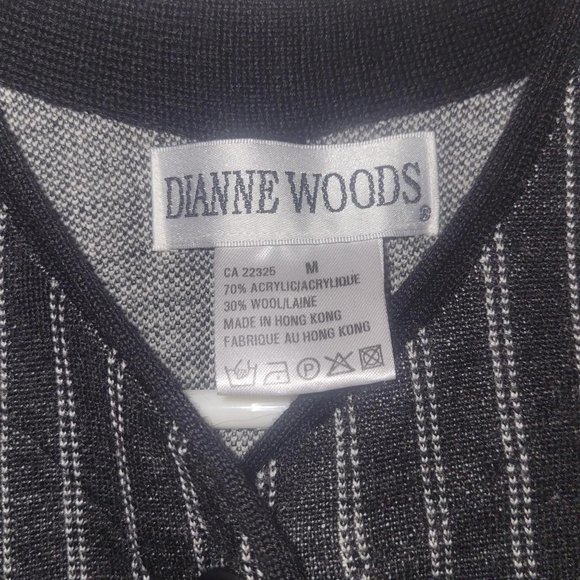 DIANNE WOODS®
CA 22325 M
70% ACRYLIC/ACRYLIQUE
30% WOOL/LAINE
MADE IN HONG KONG
FABRIQUE AU HONG KONG
P